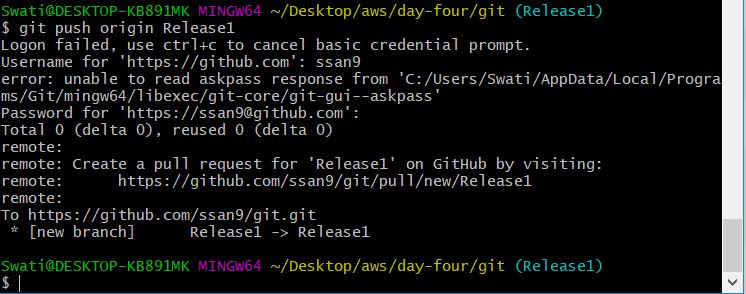 Swati@DESKTOP-KB891MK MINGW64 ~/Desktop/aws/day-four/git (Release1)
$ git push origin Release1
Logon failed, use ctrl+c to cancel basic credential prompt.
Username for 'https://github.com': ssan9
error: unable to read askpass response from 'C:/Users/Swati/AppData/Local/Progra
ms/Git/mingw64/libexec/git-core/git-gui--askpass'
Password for 'https://ssan9@github.com':
Total 0 (delta 0), reused 0 (delta 0)
remote:
remote: Create a pull request for 'Release1' on GitHub by visiting:
remote:      https://github.com/ssan9/git/pull/new/Release1
remote:
To https://github.com/ssan9/git.git
 * [new branch]      Release1 -> Release1
Swati@DESKTOP-KB891MK MINGW64 ~/Desktop/aws/day-four/git (Release1)
$